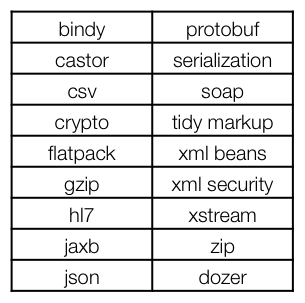 bindy protobuf
castor serialization
csv soap
crypto tidy markup
flatpack xml beans
gzip xml security
hl7 xstream
jaxb zip
json dozer